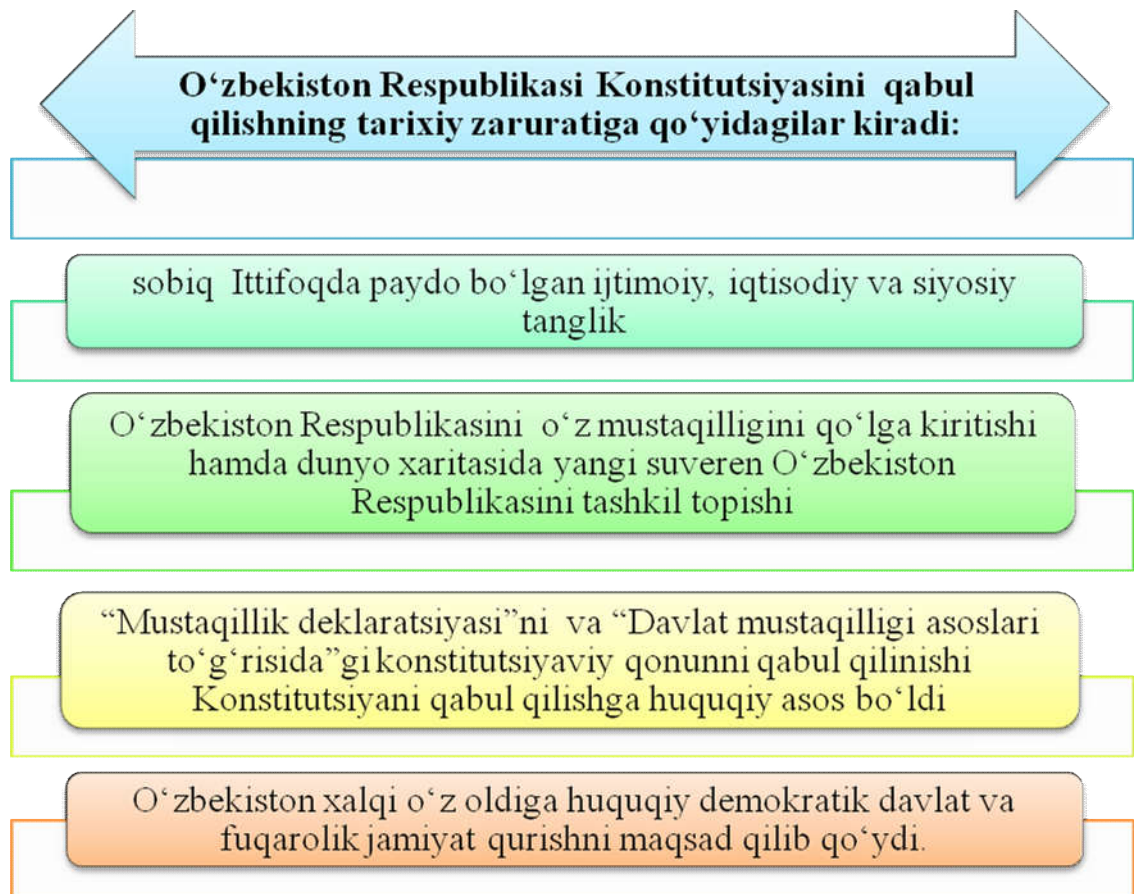 O‘zbekiston Respublikasi Konstitutsiyasini qabul
qilishning tarixiy zaruratiga qo‘yidagilar kiradi:
sobiq Ittifoqda paydo bo‘lgan ijtimoiy, iqtisodiy va siyosiy
tanglik
O‘zbekiston Respublikasini o‘z mustaqilligini qo‘lga kiritishi
hamda dunyo xaritasida yangi suveren O‘zbekiston
Respublikasini tashkil topishi
“Mustaqillik deklaratsiyasi”ni va “Davlat mustaqilligi asoslari
to‘g‘risida”gi konstitutsiyaviy qonunni qabul qilinishi
Konstitutsiyani qabul qilishga huquqiy asos bo‘ldi
O‘zbekiston xalqi o‘z oldiga huquqiy demokratik davlat va
fuqarolik jamiyat qurishni maqsad qilib qo‘ydi.